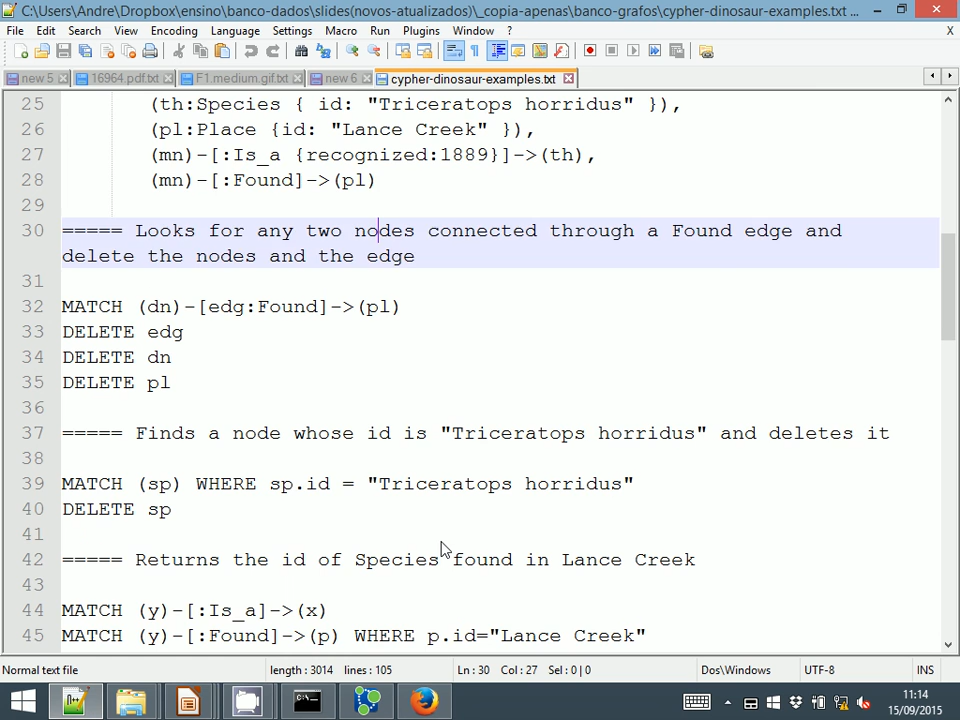 C:\Users\Andre\Dropbox\ensino\banco-dados\slides(novos-atualizados)\_copia-apenas\banco-grafos\cypher-dinosaur-examples.txt ...
File Edit Search View Encoding Language Settings Macro Run Plugins Window ? X
new 5 16964 pdf.txt F1.medium.gif.txt new 6 cypher-dinosaur-examples.txt
25 (th:Species { id: "Triceratops horridus" }),
26 (pl:Place {id: "Lance Creek" }),
27 (mn)-[:Is_a {recognized:1889}]->(th),
28 (mn)-[:Found]->(pl)
29
30 ===== Looks for any two nodes connected through a Found edge and
delete the nodes and the edge
31
32 MATCH (dn)-[edg:Found]->(pl)
33 DELETE edg
34 DELETE dn
35 DELETE pl
36
37 ===== Finds a node whose id is "Triceratops horridus" and deletes it
38
39 MATCH (sp) WHERE sp.id = "Triceratops horridus"
40 DELETE sp
41
42 ===== Returns the id of Species found in Lance Creek
43
44 MATCH (y)-[:Is_a]->(x)
45 MATCH (y)-[:Found]->(p) WHERE p.id="Lance Creek"
Normal text file length : 3014 lines : 105 Ln : 30 Col : 27 Sel : 0 | 0 Dos\Windows UTF-8 INS
11:14
15/09/2015